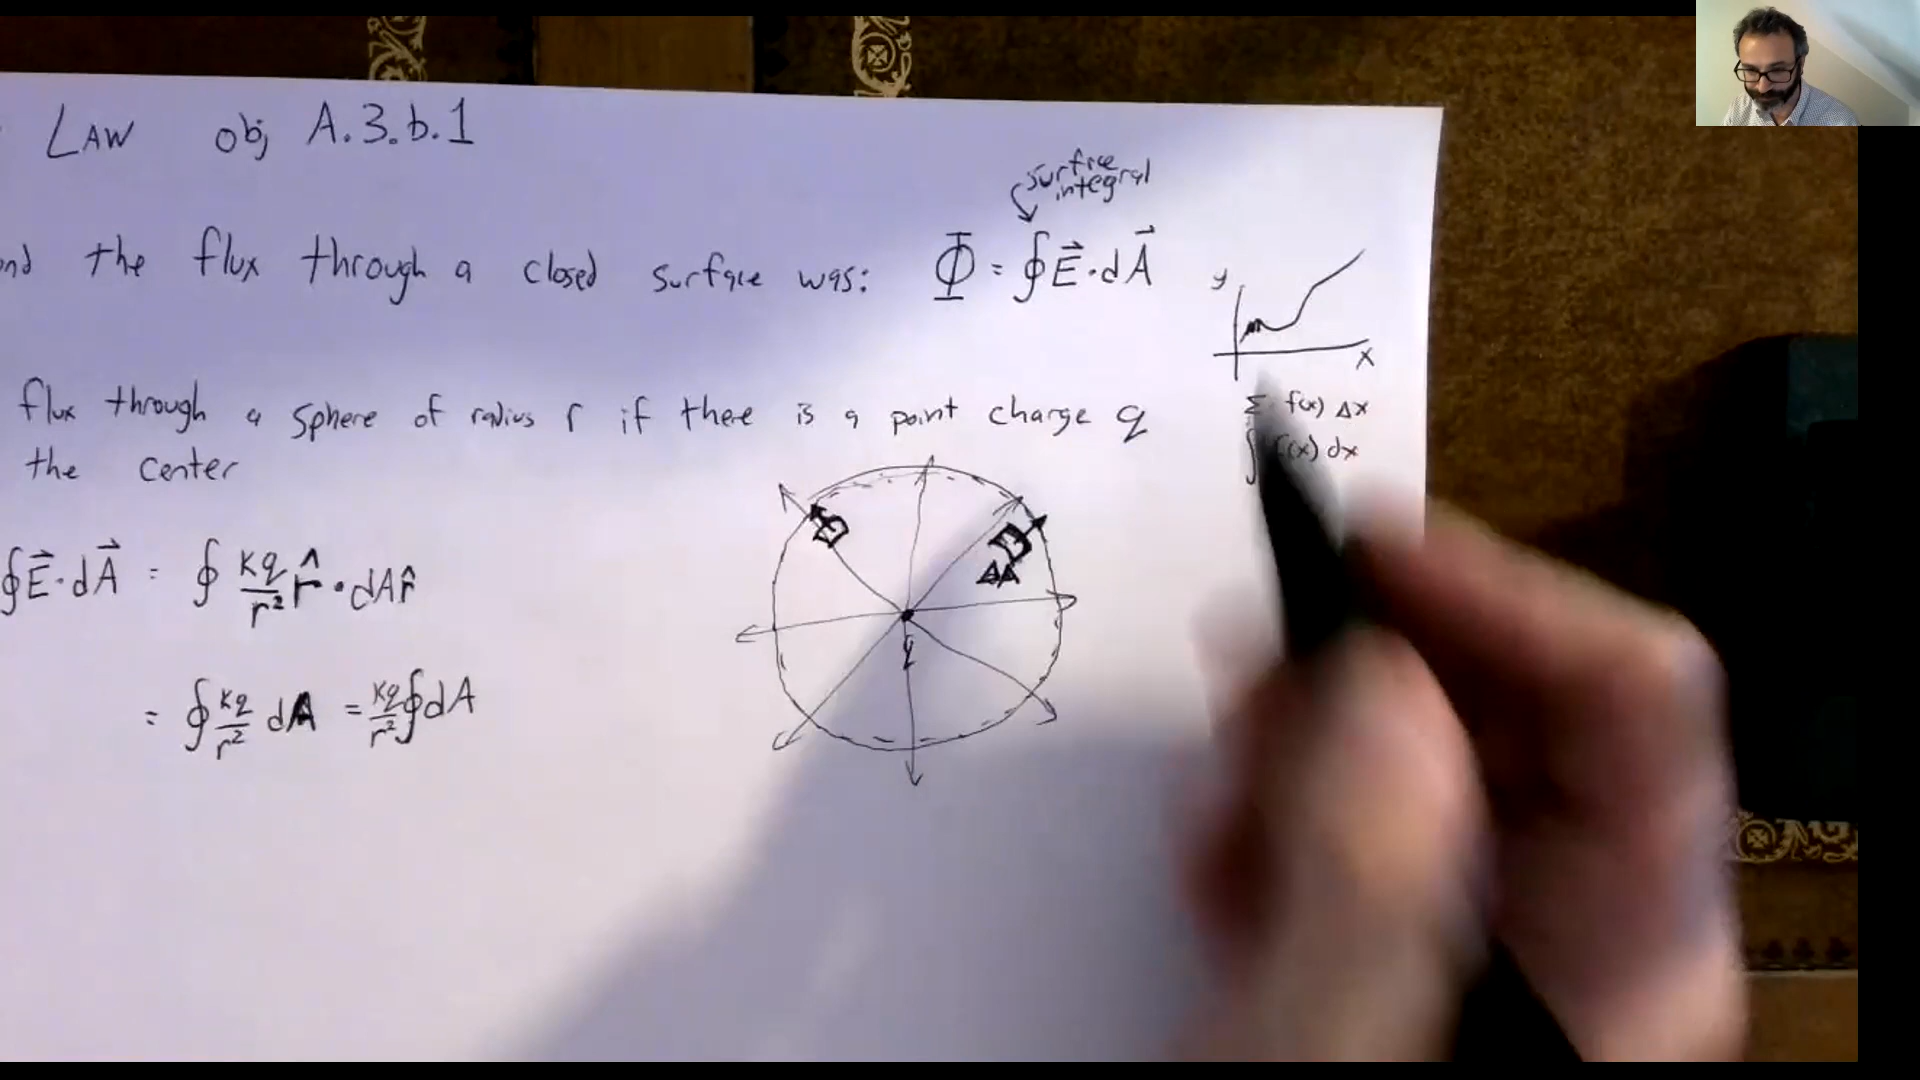 LAW obj A.3.b.1
surface
integral
the flux through a closed surface was: Φ = ∮E⃗·dA⃗
y
x
flux through a sphere of radius r if there is a point charge q
the center
Σ f(x) Δx
∫ f(x) dx
∮E⃗·dA⃗ = ∮ kq/r² r̂ · dA r̂
ΔA
q
= ∮ kq/r² dA = kq/r² ∮dA